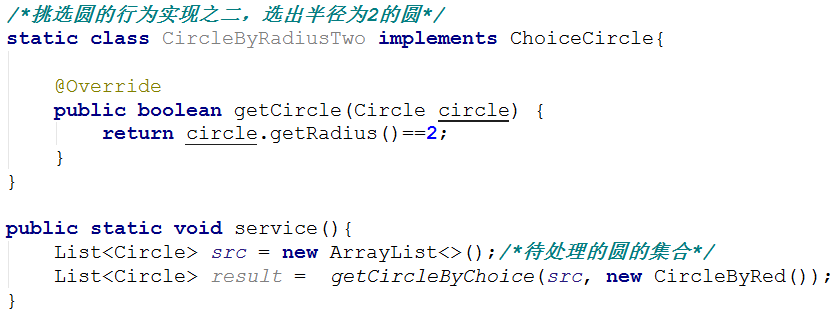 /*挑选圆的行为实现之二，选出半径为2的圆*/
static class CircleByRadiusTwo implements ChoiceCircle{
@Override
public boolean getCircle(Circle circle) {
return circle.getRadius()==2;
}
}
public static void service(){
List<Circle> src = new ArrayList<>();/*待处理的圆的集合*/
List<Circle> result =  getCircleByChoice(src, new CircleByRed());
}